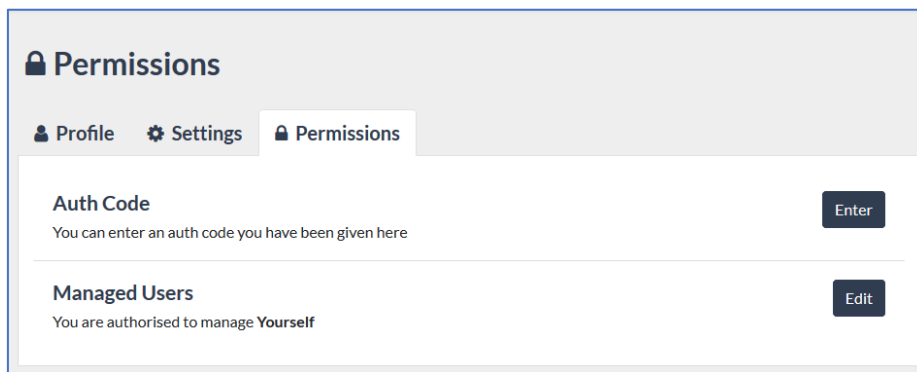 Permissions
Profile Settings Permissions
Auth Code
Enter
You can enter an auth code you have been given here
Managed Users
Edit
You are authorised to manage Yourself